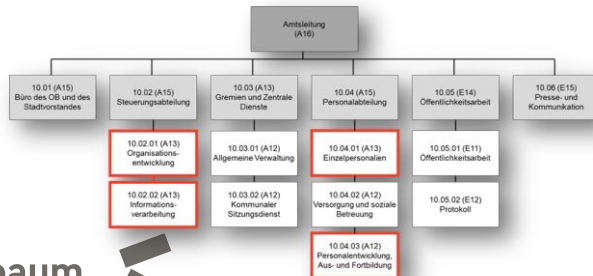 Amtsleitung
(A16)
10.01 (A15)
Büro des OB und des
Stadtvorstandes
10.02 (A15)
Steuerungsabteilung
10.03 (A13)
Gremien und Zentrale
Dienste
10.04 (A15)
Personalabteilung
10.05 (E14)
Öffentlichkeitsarbeit
10.06 (E15)
Presse- und
Kommunikation
10.02.01 (A13)
Organisations-
entwicklung
10.03.01 (A12)
Allgemeine Verwaltung
10.04.01 (A13)
Einzelpersonalien
10.05.01 (E11)
Öffentlichkeitsarbeit
10.02.02 (A13)
Informations-
verarbeitung
10.03.02 (A12)
Kommunaler
Sitzungsdienst
10.04.02 (A12)
Versorgung und soziale
Betreuung
10.05.02 (E12)
Protokoll
10.04.03 (A12)
Personalentwicklung,
Aus- und Fortbildung
baum